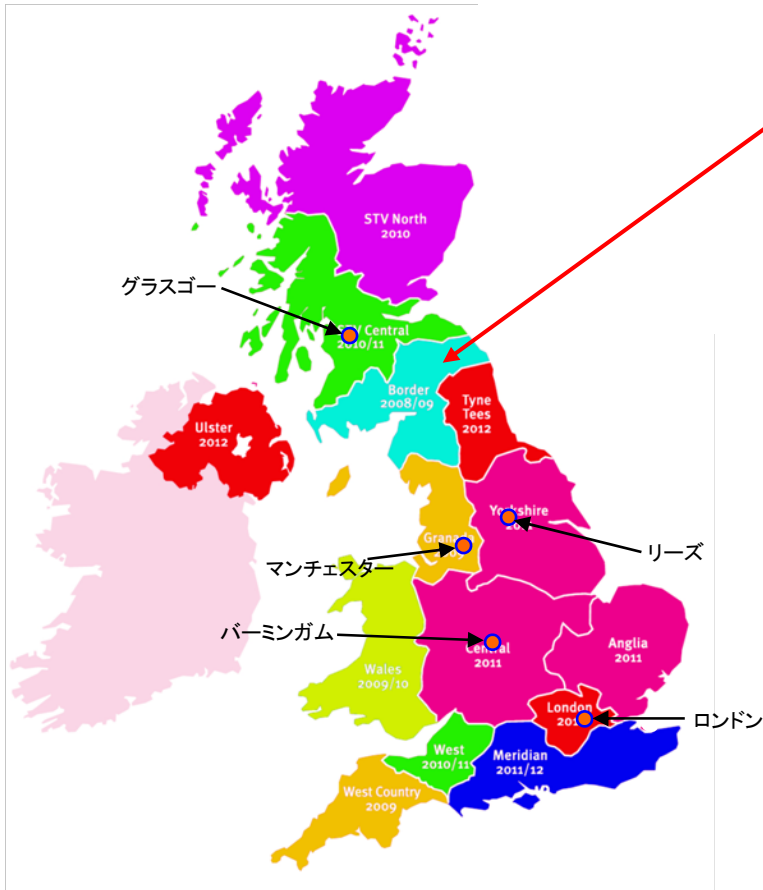 STV North
2010
グラスゴー
Central
2010/11
Border
2008/09
Tyne
Tees
2012
Ulster
2012
Yorkshire
リーズ
マンチェスター
バーミンガム
Central
2011
Anglia
2011
Wales
2009/10
London
ロンドン
West
2010/11
Meridian
2011/12
West Country
2009